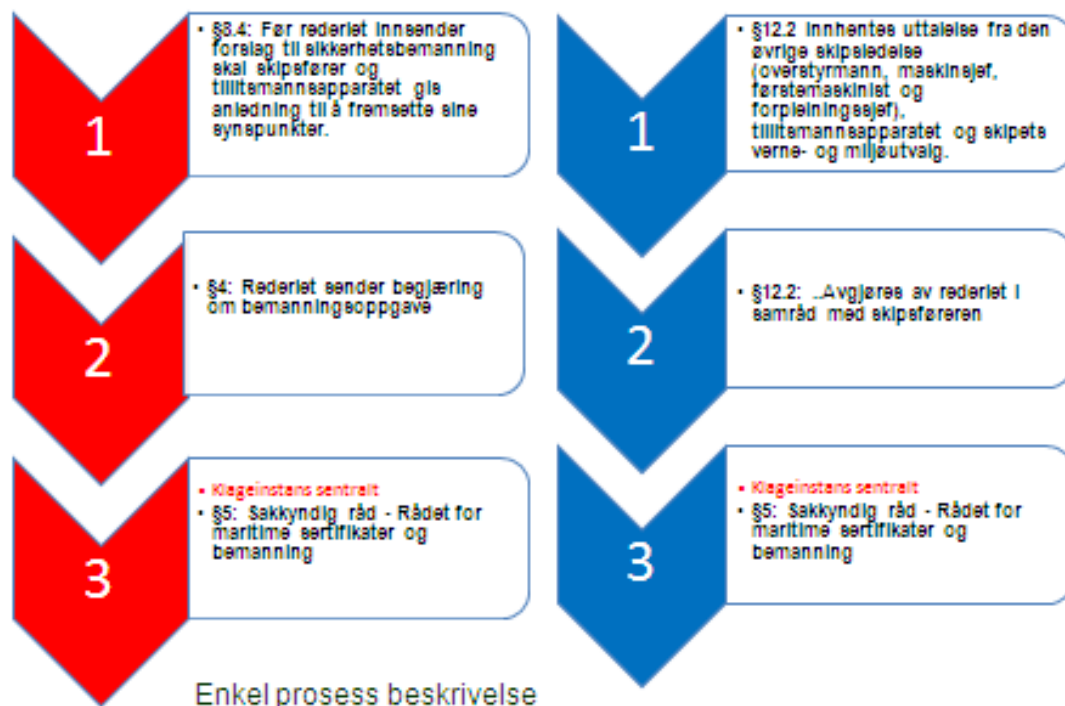 1
• §8.4: Før rederiet innsender
forslag til sikkerhetsbemanning
skal skipsfører og
tillitsmannsapparatet gis
anledning til å fremsette sine
synspunkter.
2
• §4: Rederiet sender begjæring
om bemanningsoppgave
3
• Klageinstans sentralt
• §5: Sakkyndig råd - Rådet for
maritime sertifikater og
bemanning
1
• §12.2 Innhentes uttalelse fra den
øvrige skipsledelse
(overstyrmann, maskinsjef,
førstemaskinist og
forpleiningssjef),
tillitsmannsapparatet og skipets
verne- og miljøutvalg.
2
• §12.2: ..Avgjøres av rederiet i
samråd med skipsføreren
3
• Klageinstans sentralt
• §5: Sakkyndig råd - Rådet for
maritime sertifikater og
bemanning
Enkel prosess beskrivelse